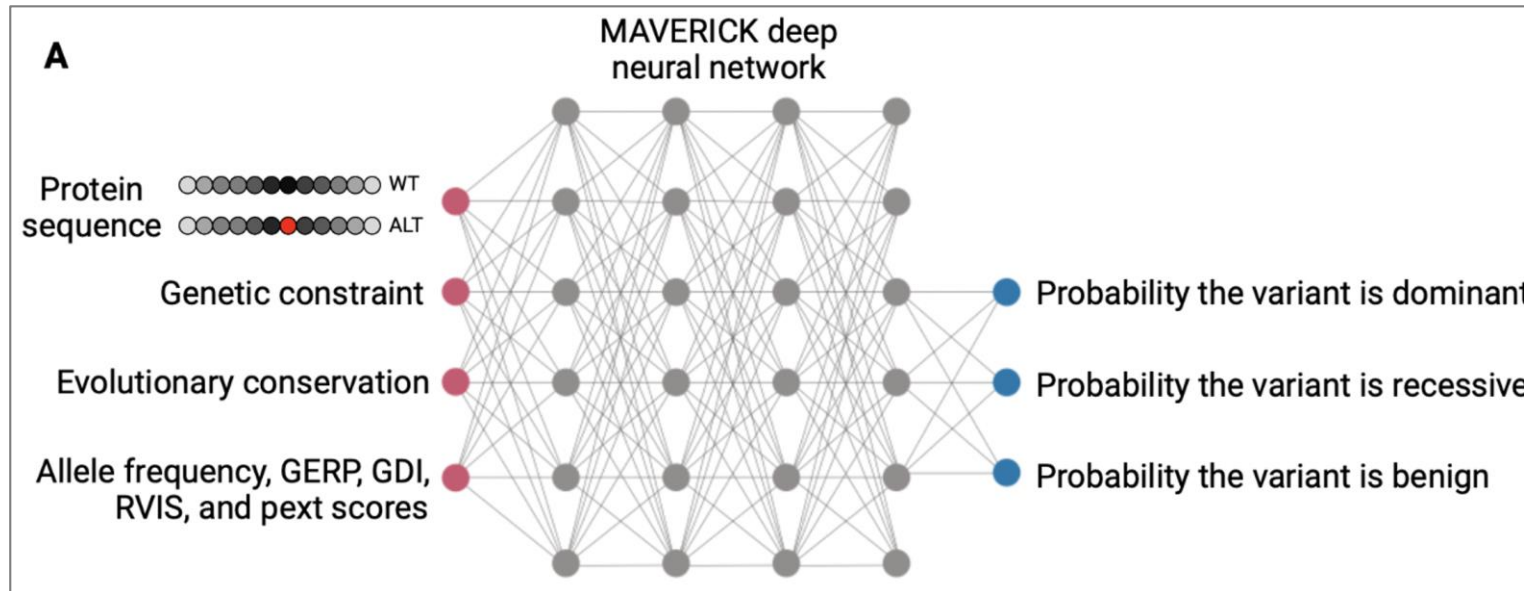 A
MAVERICK deep
neural network
Protein
sequence
WT
ALT
Genetic constraint
Evolutionary conservation
Allele frequency, GERP, GDI,
RVIS, and pext scores
Probability the variant is dominant
Probability the variant is recessive
Probability the variant is benign